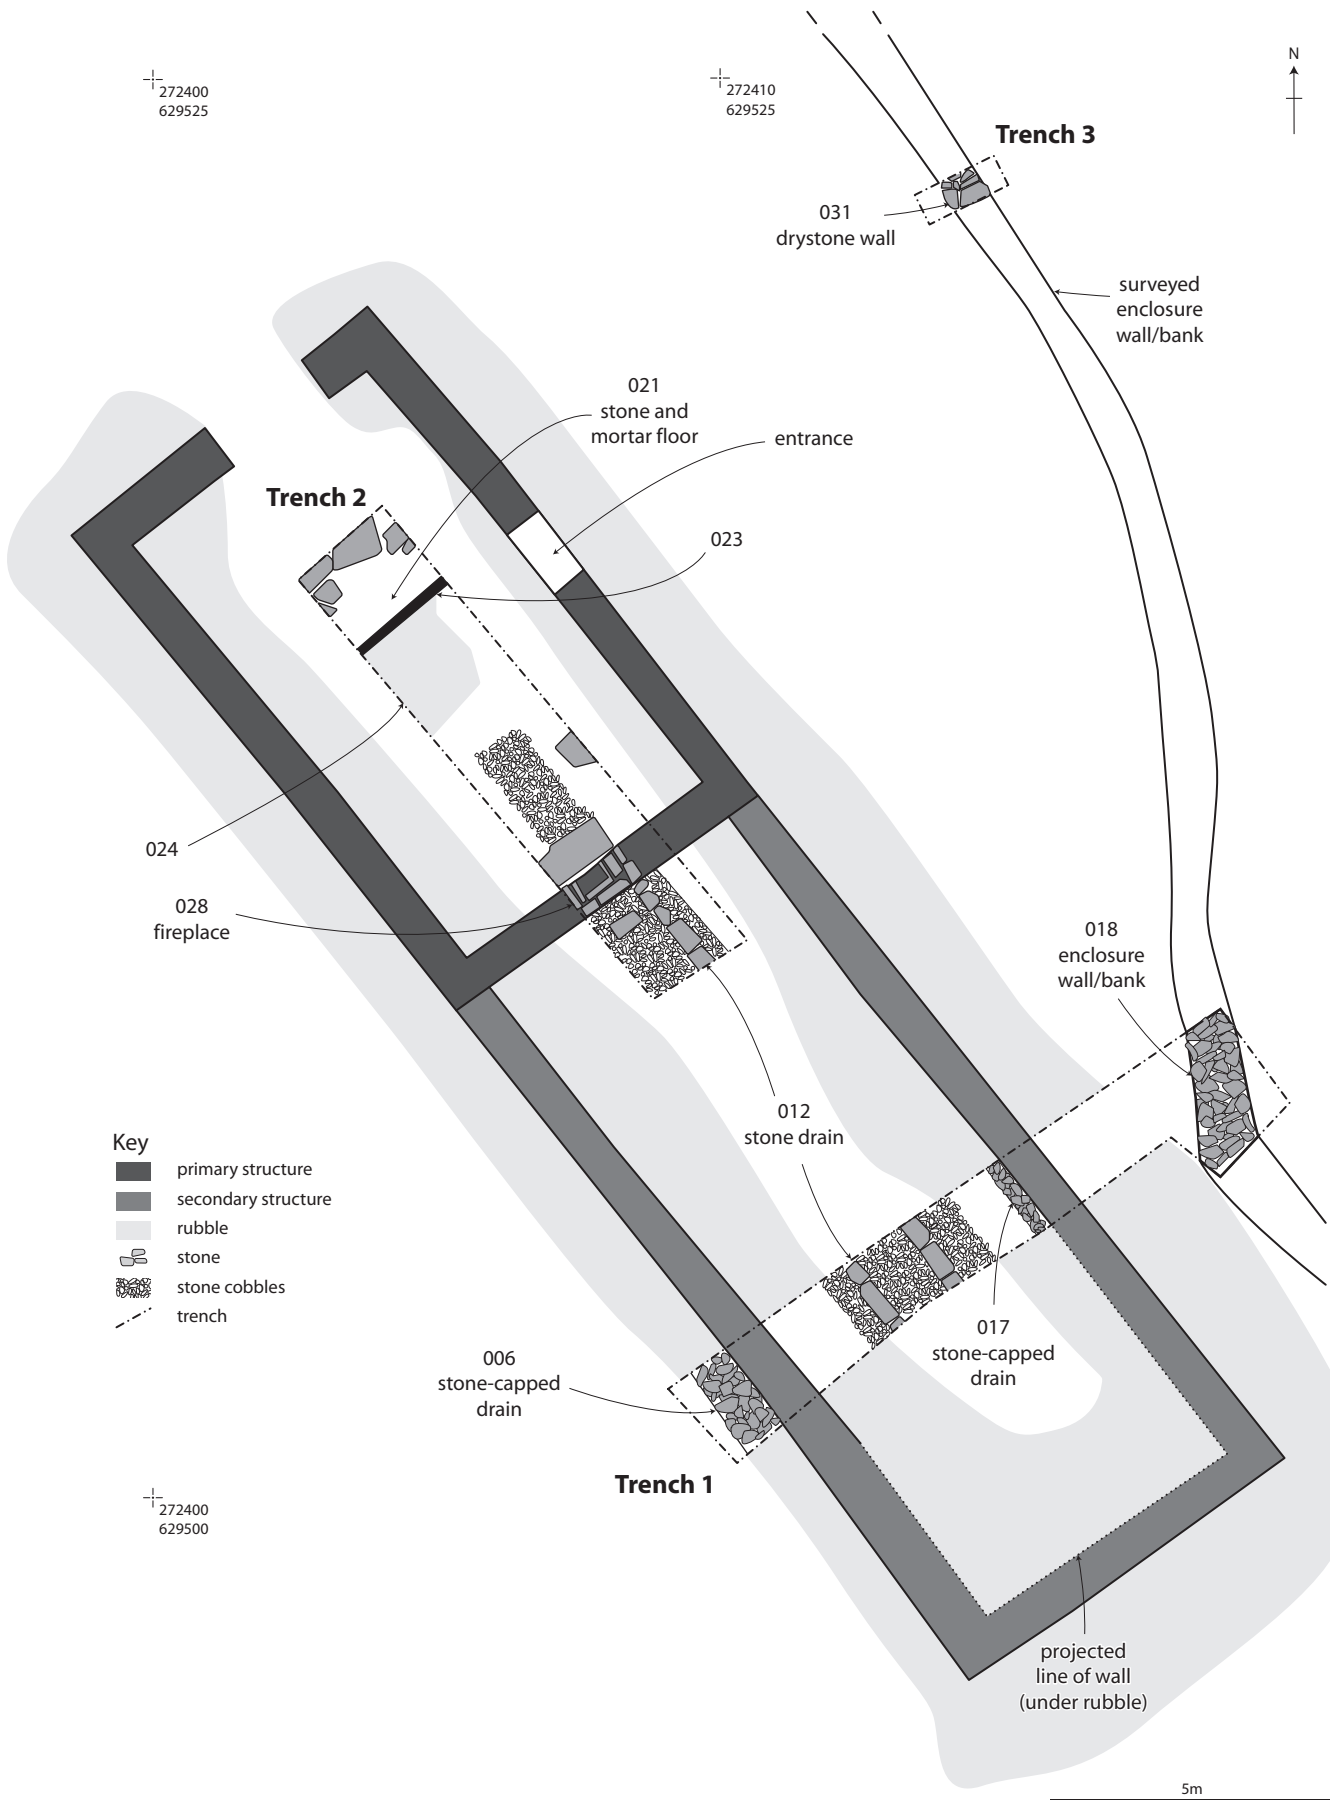 272400
629525
272410
629525
N
Trench 3
031
drystone wall
surveyed
enclosure
wall/bank
021
stone and
mortar floor
entrance
Trench 2
023
024
028
fireplace
018
enclosure
wall/bank
012
stone drain
Key
primary structure
secondary structure
rubble
stone
stone cobbles
trench
017
stone-capped
drain
006
stone-capped
drain
Trench 1
272400
629500
projected
line of wall
(under rubble)
5m